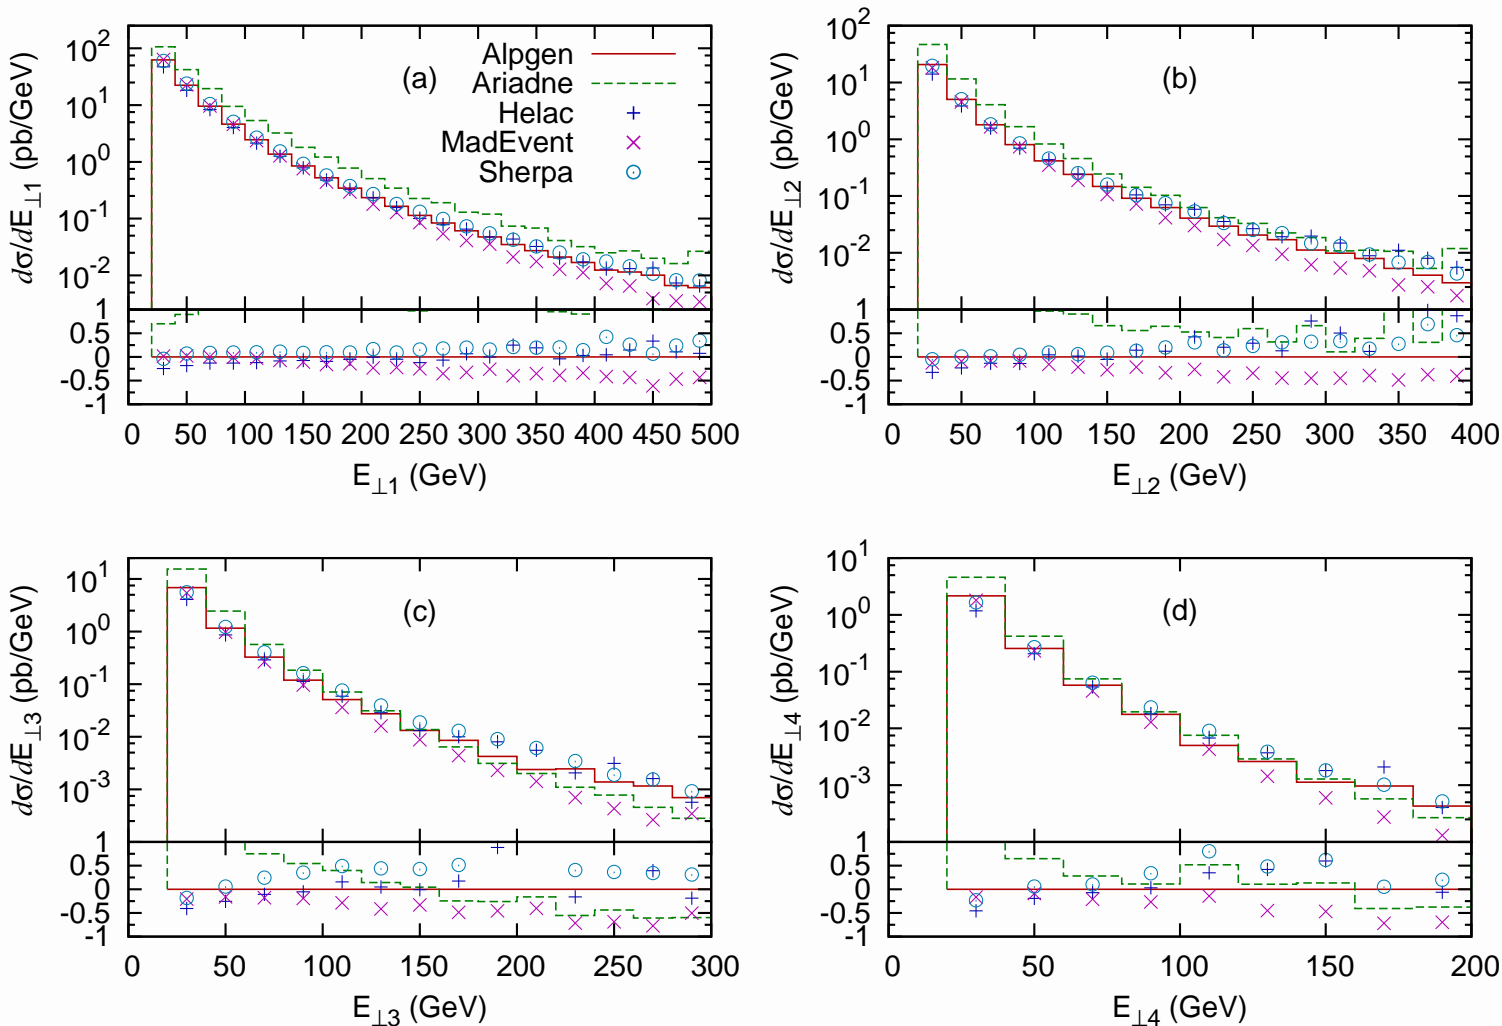 10^2
10^1
10^0
10^-1
10^-2
1
0.5
0
-0.5
-1
dσ/dE⊥1 (pb/GeV)
(a)
Alpgen
Ariadne
Helac
MadEvent
Sherpa
0 50 100 150 200 250 300 350 400 450 500
E⊥1 (GeV)
10^2
10^1
10^0
10^-1
10^-2
1
0.5
0
-0.5
-1
dσ/dE⊥2 (pb/GeV)
(b)
0 50 100 150 200 250 300 350 400
E⊥2 (GeV)
10^1
10^0
10^-1
10^-2
10^-3
1
0.5
0
-0.5
-1
dσ/dE⊥3 (pb/GeV)
(c)
0 50 100 150 200 250 300
E⊥3 (GeV)
10^1
10^0
10^-1
10^-2
10^-3
1
0.5
0
-0.5
-1
dσ/dE⊥4 (pb/GeV)
(d)
0 50 100 150 200
E⊥4 (GeV)